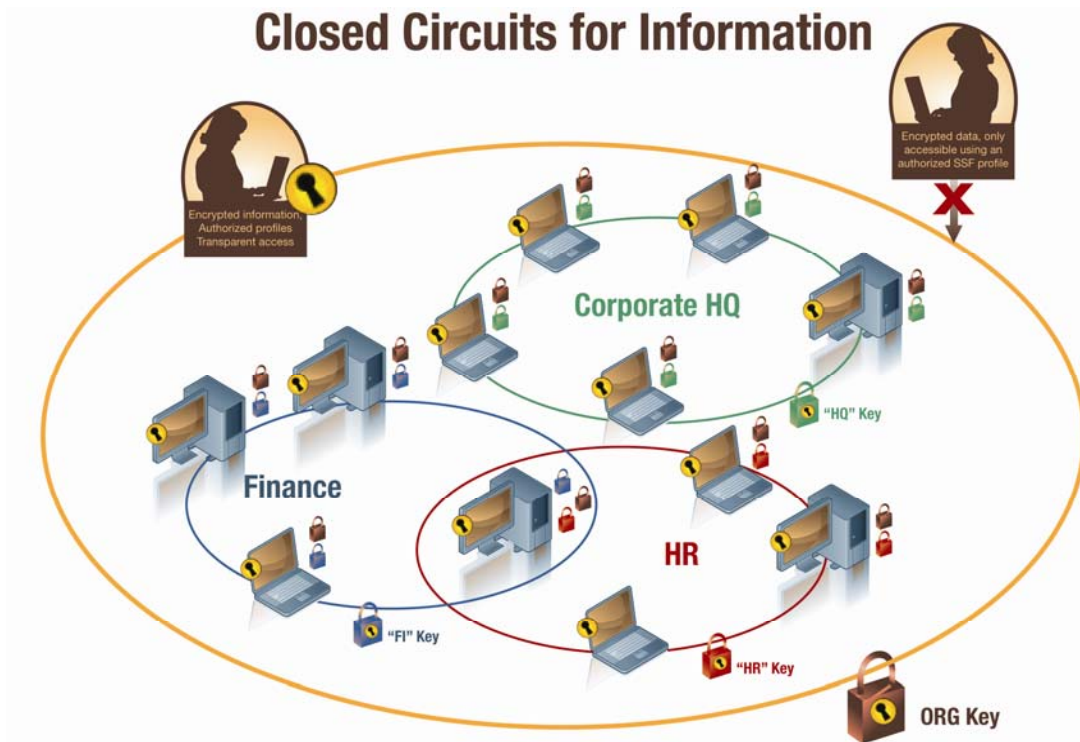 Closed Circuits for Information
Encrypted information,
Authorized profiles
Transparent access
Encrypted data, only
accessible using an
authorized SSF profile
Corporate HQ
"HQ" Key
Finance
HR
"FI" Key
"HR" Key
ORG Key